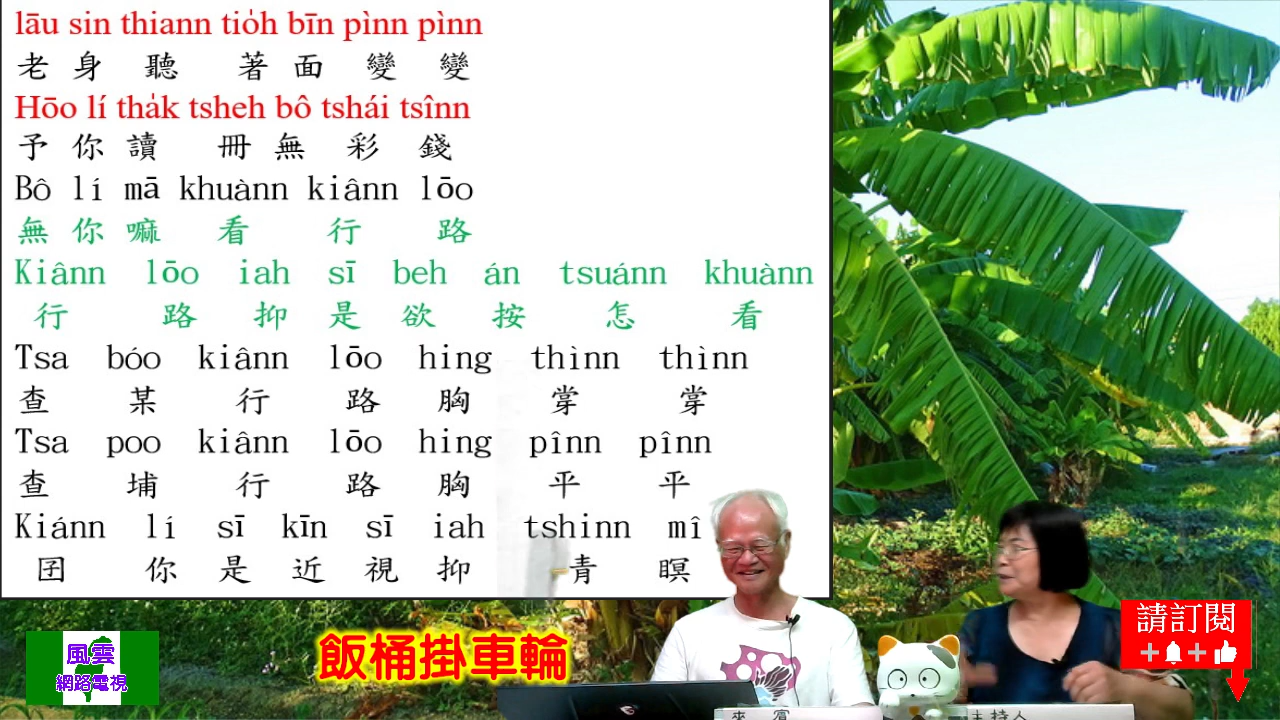 lāu sin thiann tio̍h bīn pìnn pìnn
老 身 聽 著 面 變 變
Hōo lí tha̍k tsheh bô tshái tsînn
予 你 讀 冊 無 彩 錢
Bô lí mā khuànn kiânn lōo
無 你 嘛 看 行 路
Kiânn lōo iah sī beh án tsuánn khuànn
行 路 抑 是 欲 按 怎 看
Tsa bóo kiânn lōo hing thìnn thìnn
查 某 行 路 胸 掌 掌
Tsa poo kiânn lōo hing pînn pînn
查 埔 行 路 胸 平 平
Kiánn lí sī kīn sī iah tshinn mî
囝 你 是 近 視 抑 青 瞑
風雲
網路電視
飯桶掛車輪
請訂閱
主持人